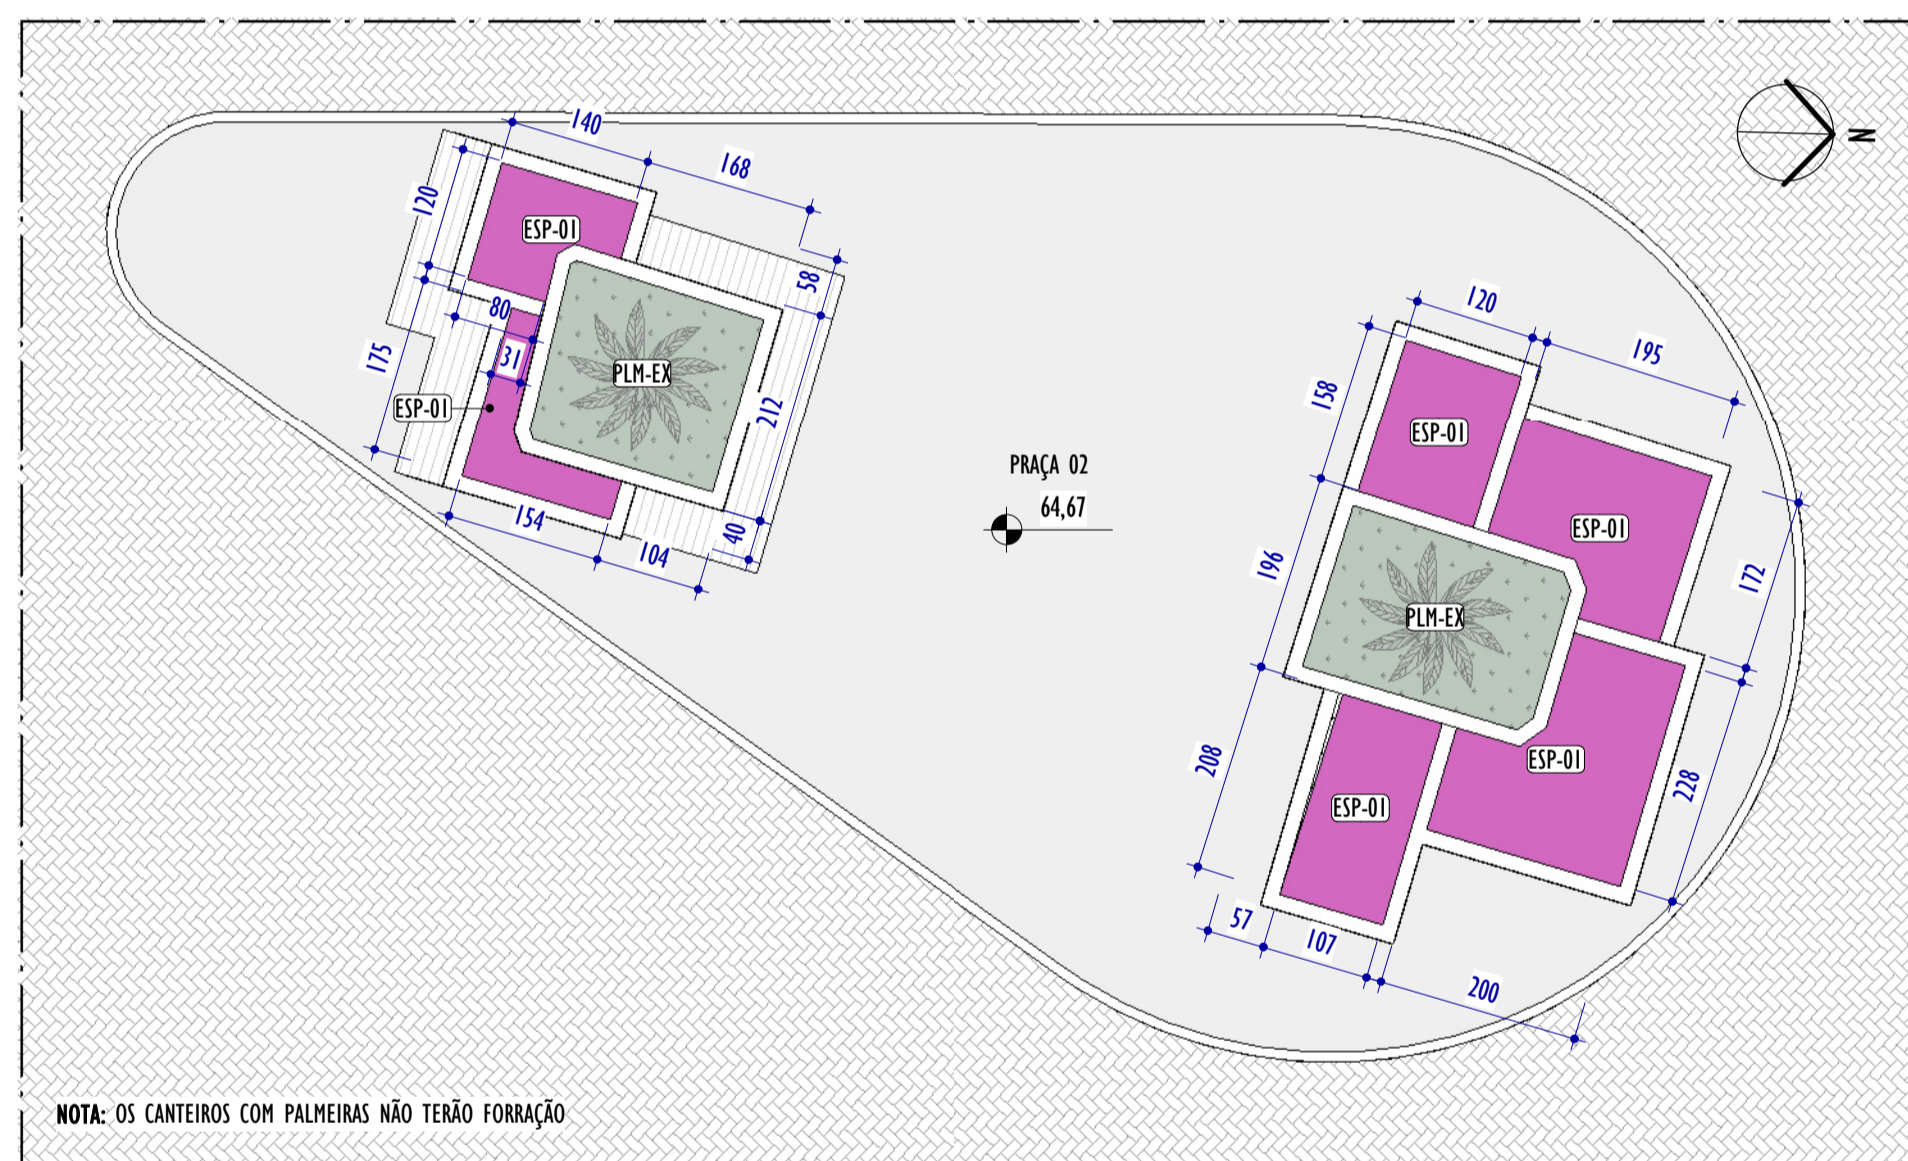 140
168
N
120
ESP-01
58
80
120
195
31
175
PLM-EX
158
ESP-01
212
ESP-01
PRAÇA 02
64,67
ESP-01
154
40
104
196
172
PLM-EX
208
ESP-01
228
ESP-01
57
107
200
NOTA: OS CANTEIROS COM PALMEIRAS NÃO TERÃO FORRAÇÃO